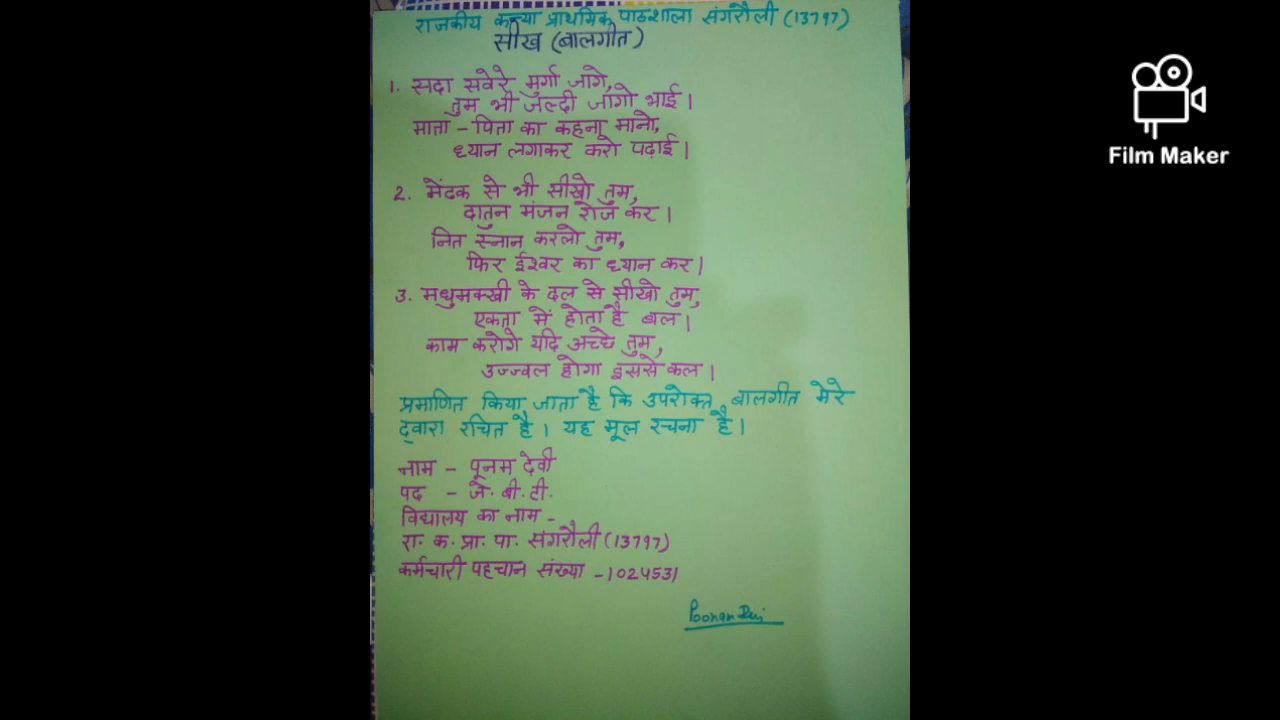 राजकीय कन्या प्राथमिक पाठशाला संगरौली (13797)
सीख (बालगीत)
1. सदा सवेरे मुर्गा जागे,
तुम भी जल्दी जागो भाई।
माता - पिता का कहना मानो,
ध्यान लगाकर करो पढ़ाई।
2. मेंढक से भी सीखो तुम,
दातुन मंजन रोज कर।
नित स्नान करलो तुम,
फिर ईश्वर का ध्यान कर।
3. मधुमक्खी के दल से सीखो तुम,
एकता में होता है बल।
काम करोगे यदि अच्छे तुम,
उज्ज्वल होगा इससे कल।
प्रमाणित किया जाता है कि उपरोक्त बालगीत मेरे
द्वारा रचित है। यह मूल रचना है।
नाम - पूनम देवी
पद - जे. बी. टी.
विद्यालय का नाम -
रा. क. प्रा. पा. संगरौली (13797)
कर्मचारी पहचान संख्या - 1024531
Poonam Devi
Film Maker